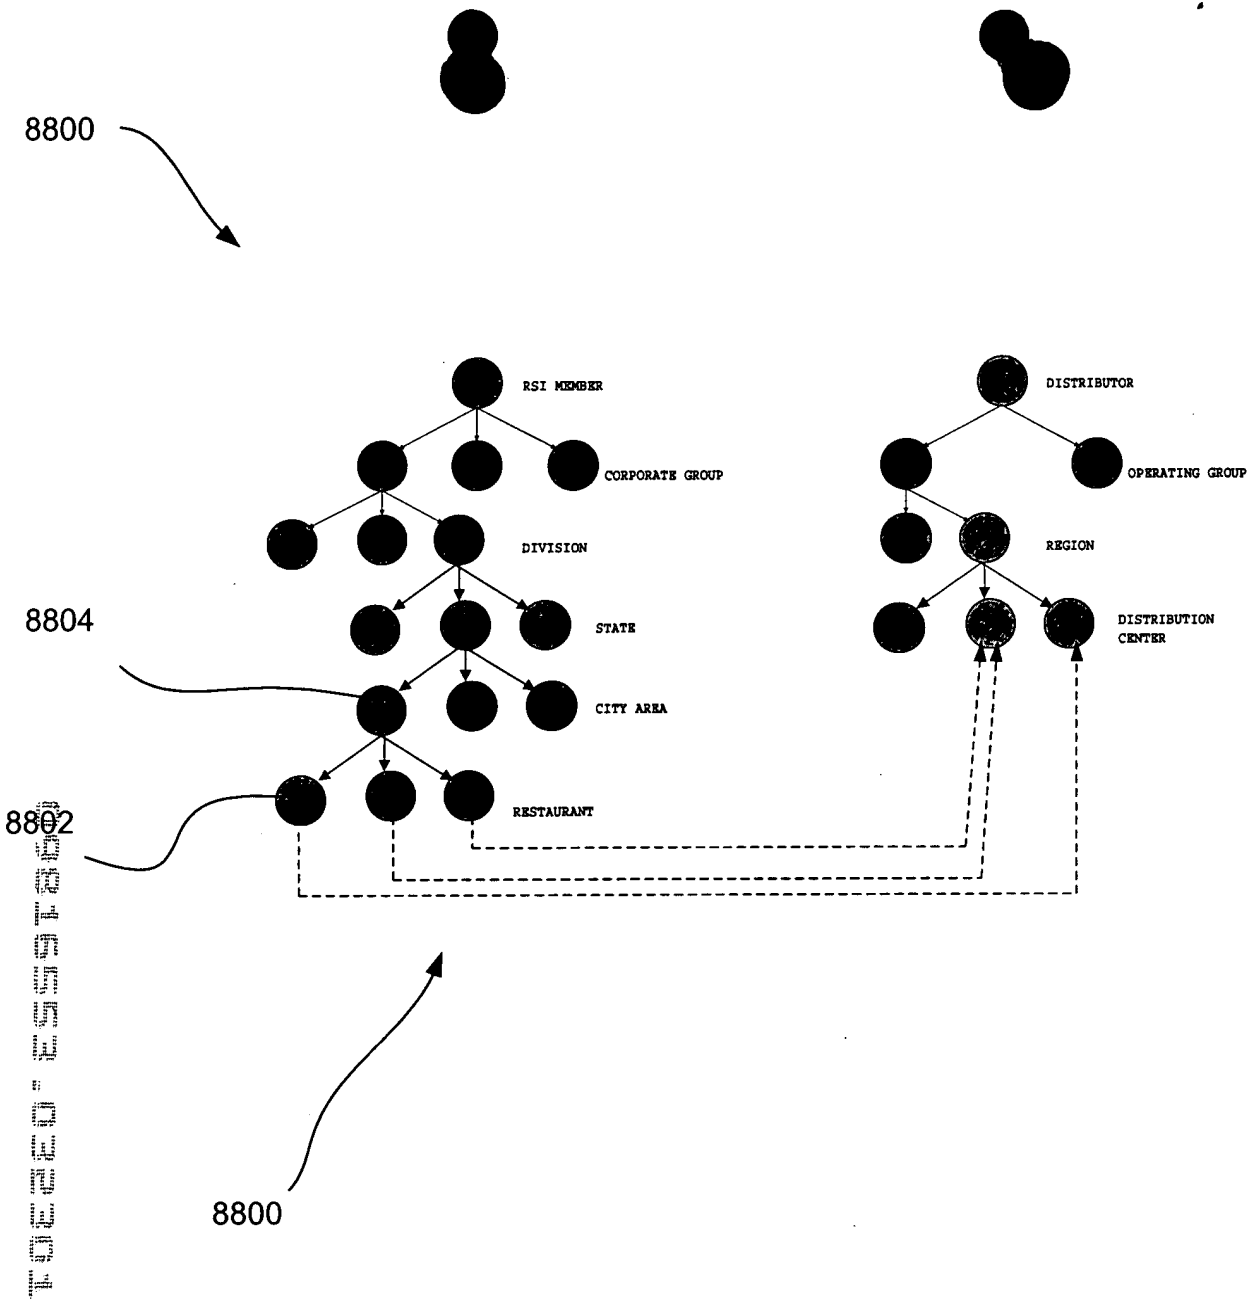 8800
RSI MEMBER
DISTRIBUTOR
CORPORATE GROUP
OPERATING GROUP
DIVISION
REGION
8804
STATE
DISTRIBUTION
CENTER
CITY AREA
8802
RESTAURANT
8800